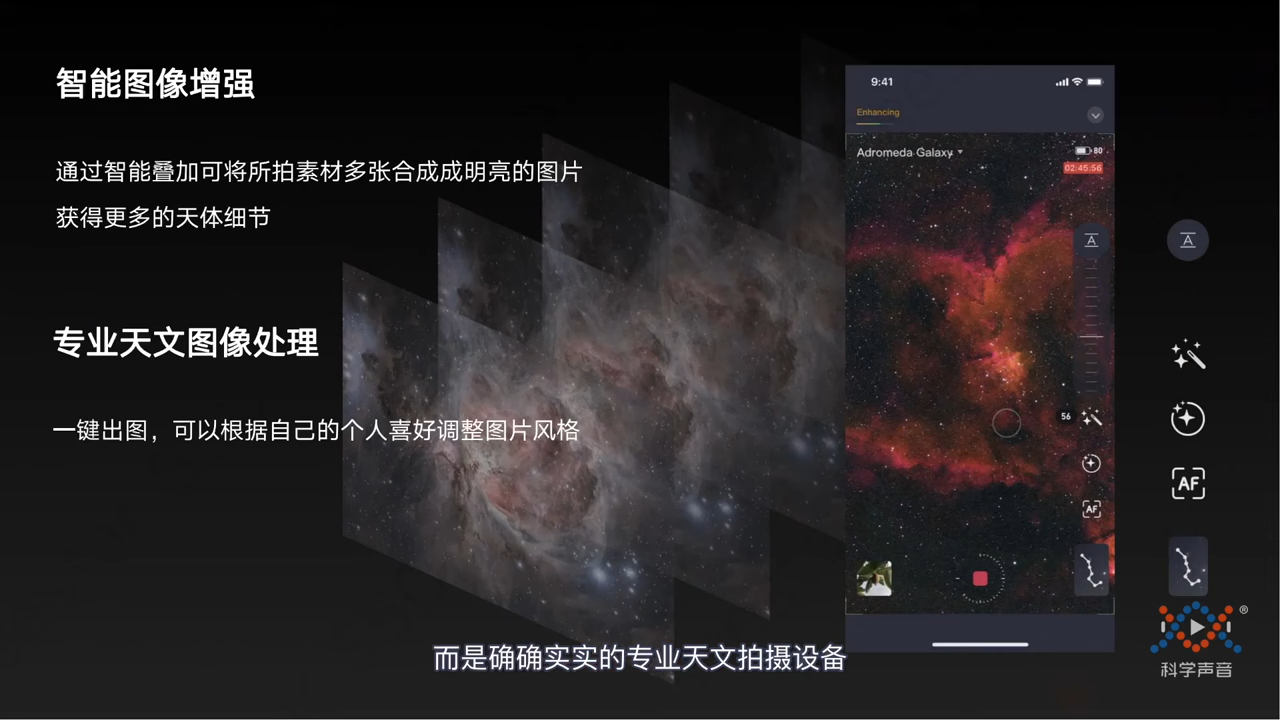 智能图像增强
通过智能叠加可将所拍素材多张合成成明亮的图片
获得更多的天体细节
专业天文图像处理
一键出图，可以根据自己的个人喜好调整图片风格
9:41
Enhancing
Adromeda Galaxy
80
02:45:56
A
56
AF
A
AF
而是确确实实的专业天文拍摄设备
®
科学声音